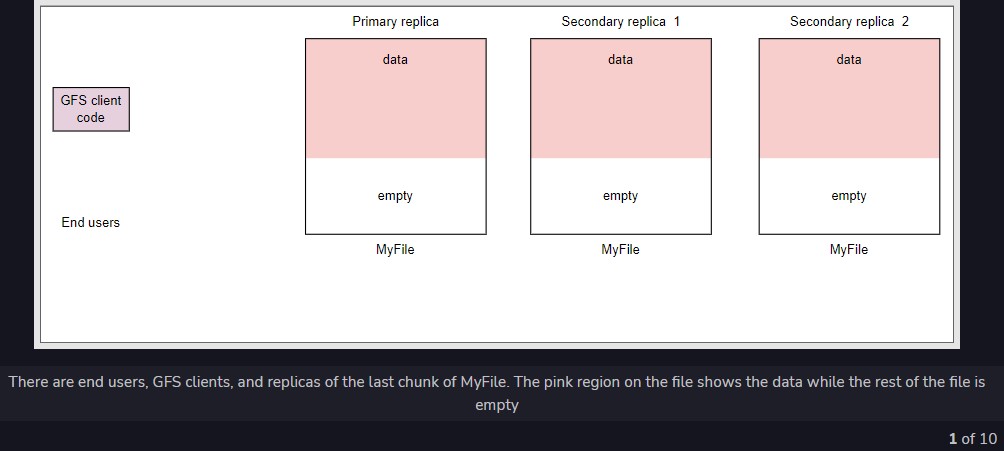 Primary replica
Secondary replica 1
Secondary replica 2
data
data
data
GFS client
code
empty
empty
empty
End users
MyFile
MyFile
MyFile
There are end users, GFS clients, and replicas of the last chunk of MyFile. The pink region on the file shows the data while the rest of the file is
empty
1 of 10